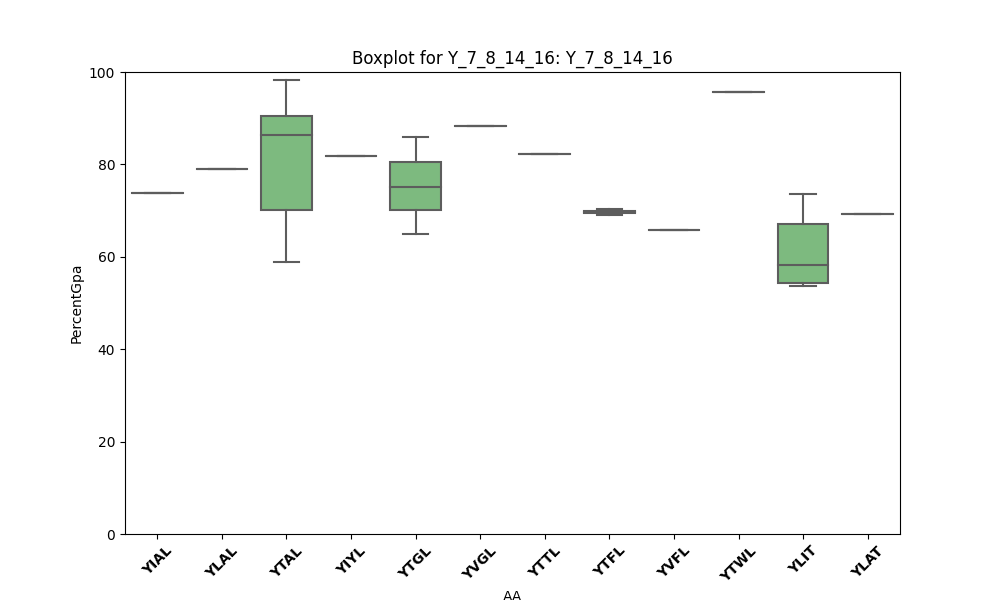 Boxplot for Y_7_8_14_16: Y_7_8_14_16
100
80
60
40
20
0
PercentGpa
YIAL
YLAL
YTAL
YIYL
YTGL
YVGL
YTTL
YTFL
YVFL
YTWL
YLIT
YLAT
AA